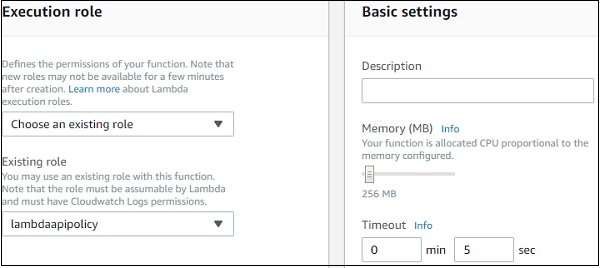 Execution role
Defines the permissions of your function. Note that
new roles may not be available for a few minutes
after creation. Learn more about Lambda
execution roles.
Choose an existing role
Existing role
You may use an existing role with this function.
Note that the role must be assumable by Lambda
and must have Cloudwatch Logs permissions.
lambdaapipolicy
Basic settings
Description
Memory (MB) Info
Your function is allocated CPU proportional to the
memory configured.
256 MB
Timeout Info
0 min 5 sec